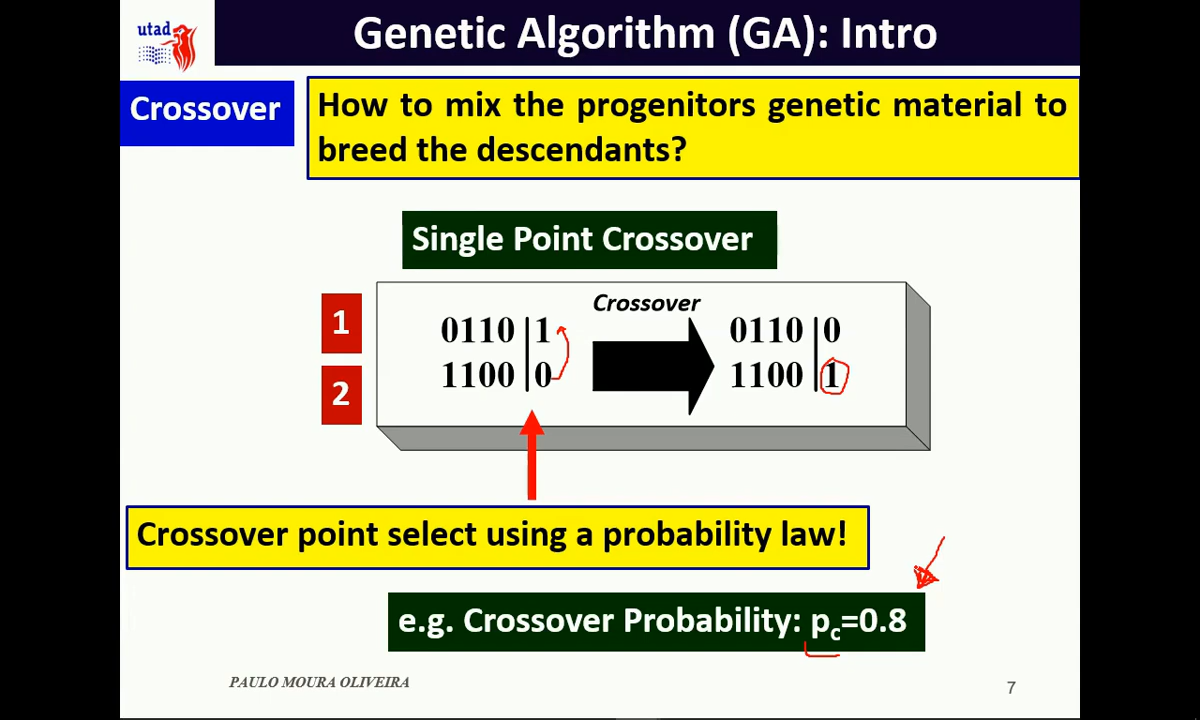 utad
Genetic Algorithm (GA): Intro
Crossover
How to mix the progenitors genetic material to
breed the descendants?
Single Point Crossover
Crossover
1
0110|1
0110|0
2
1100|0
1100|1
Crossover point select using a probability law!
e.g. Crossover Probability: pc=0.8
PAULO MOURA OLIVEIRA
7